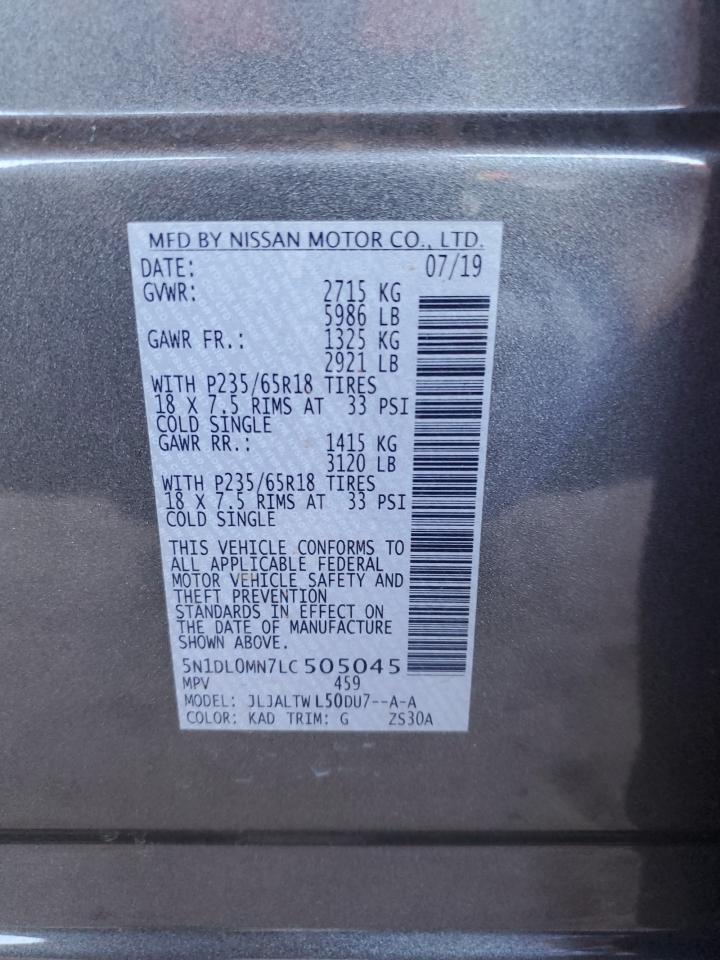 MFD BY NISSAN MOTOR CO., LTD.
DATE: 07/19
GVWR: 2715 KG
5986 LB
GAWR FR.: 1325 KG
2921 LB
WITH P235/65R18 TIRES
18 X 7.5 RIMS AT 33 PSI
COLD SINGLE
GAWR RR.: 1415 KG
3120 LB
WITH P235/65R18 TIRES
18 X 7.5 RIMS AT 33 PSI
COLD SINGLE
THIS VEHICLE CONFORMS TO
ALL APPLICABLE FEDERAL
MOTOR VEHICLE SAFETY AND
THEFT PREVENTION
STANDARDS IN EFFECT ON
THE DATE OF MANUFACTURE
SHOWN ABOVE.
5N1DL0MN7LC 505045
MPV 459
MODEL: JLJALTW L50DU7--A-A
COLOR: KAD TRIM: G ZS30A